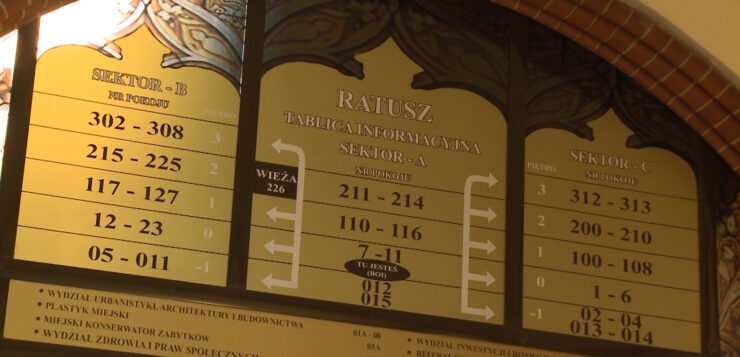 SEKTOR - B
NR POKOJU
PIĘTRO
302 - 308 3
215 - 225 2
117 - 127 1
12 - 23 0
05 - 011 -1
RATUSZ
TABLICA INFORMACYJNA
SEKTOR - A
NR POKOJU
WIEŻA
226
211 - 214
110 - 116
7 - 11
TU JESTEŚ
(BOI)
012
015
SEKTOR - C
PIĘTRO
NR POKOJU
3 312 - 313
2 200 - 210
1 100 - 108
0 1 - 6
-1 02 - 04
013 - 014
• WYDZIAŁ URBANISTYKI, ARCHITEKTURY I BUDOWNICTWA
• PLASTYK MIEJSKI 01A - 08
• MIEJSKI KONSERWATOR ZABYTKÓW 05A
• WYDZIAŁ ZDROWIA I PRAW SPOŁECZNYCH
• WYDZIAŁ INWESTYCJI I